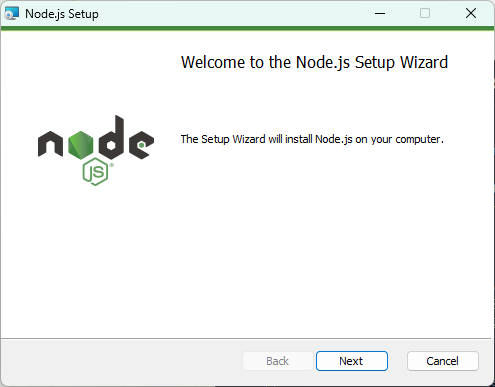 Node.js Setup
Welcome to the Node.js Setup Wizard
The Setup Wizard will install Node.js on your computer.
node
JS®
Back
Next
Cancel